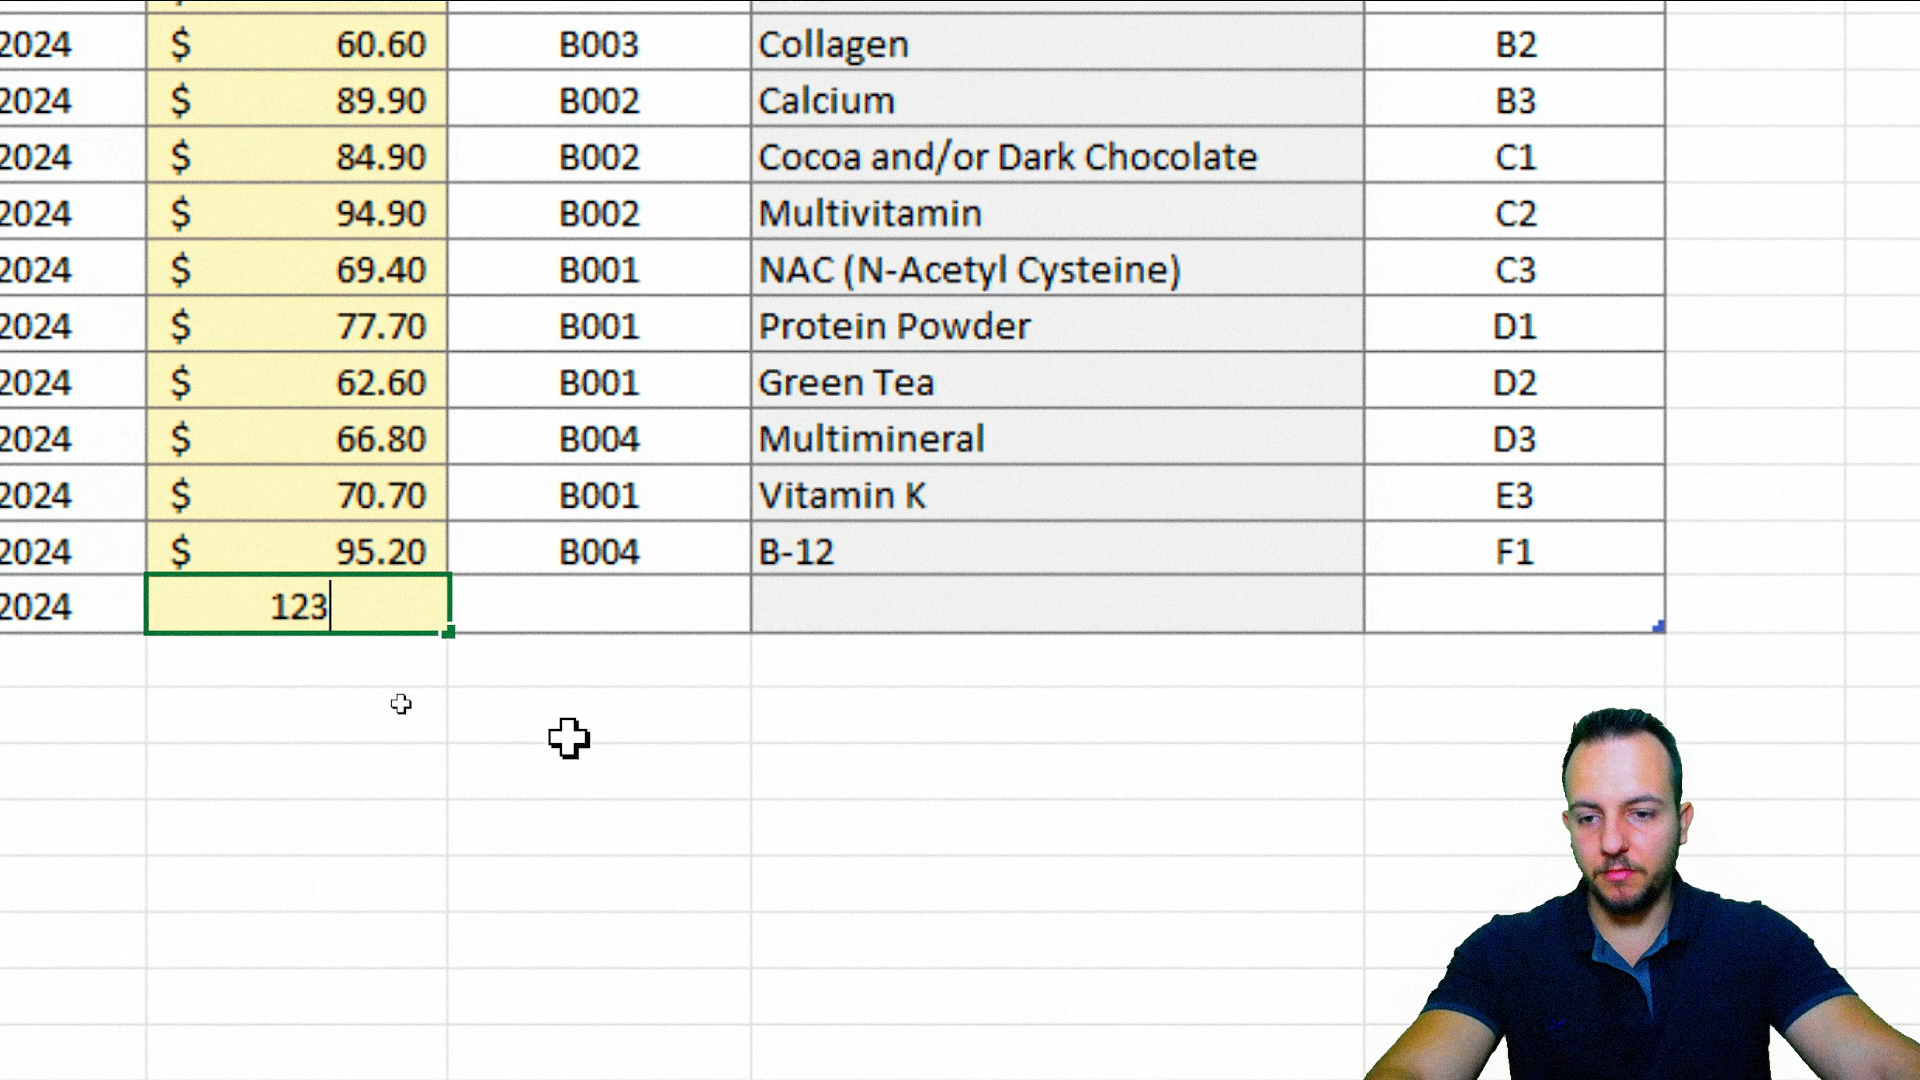 2024 $ 60.60 B003 Collagen B2
2024 $ 89.90 B002 Calcium B3
2024 $ 84.90 B002 Cocoa and/or Dark Chocolate C1
2024 $ 94.90 B002 Multivitamin C2
2024 $ 69.40 B001 NAC (N-Acetyl Cysteine) C3
2024 $ 77.70 B001 Protein Powder D1
2024 $ 62.60 B001 Green Tea D2
2024 $ 66.80 B004 Multimineral D3
2024 $ 70.70 B001 Vitamin K E3
2024 $ 95.20 B004 B-12 F1
2024 123